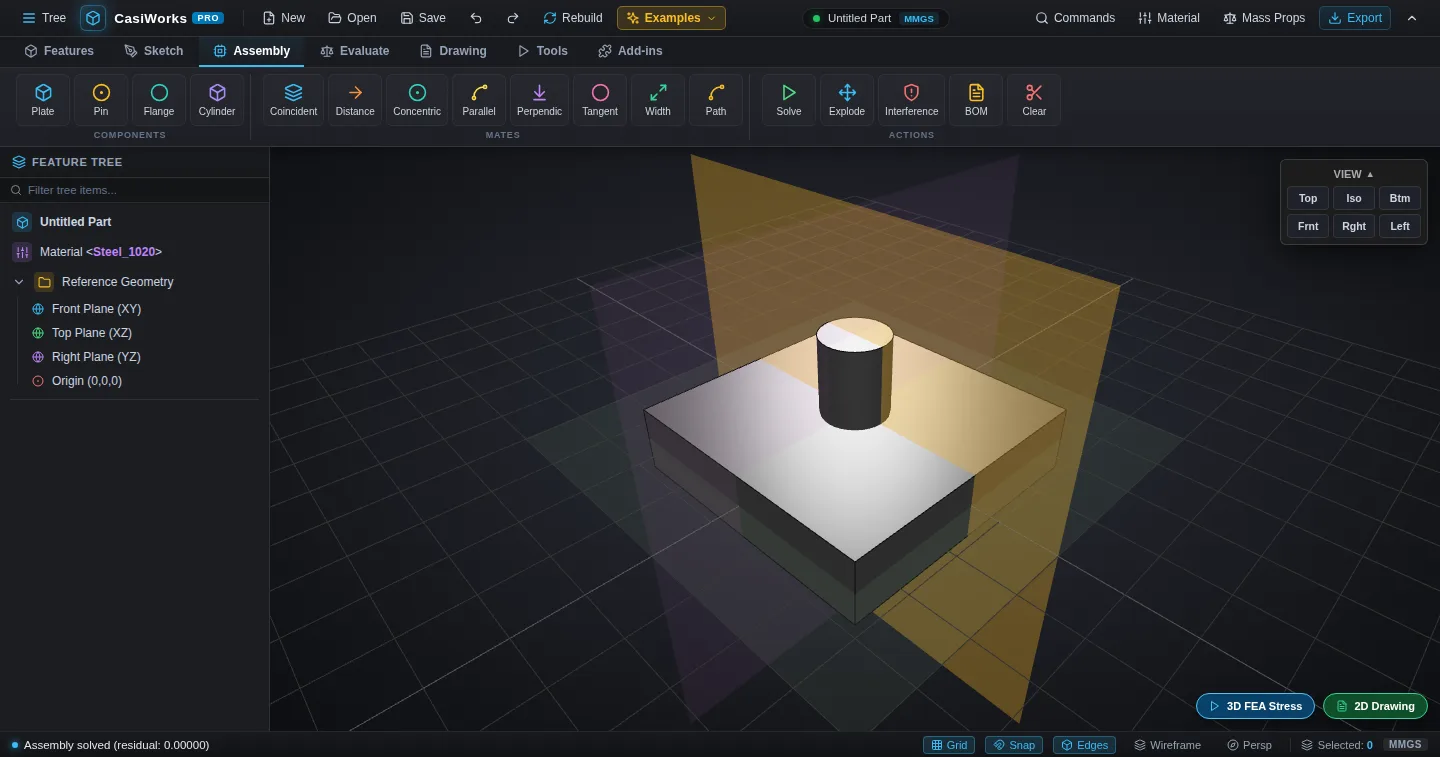 Tree CasiWorks PRO New Open Save Rebuild Examples Untitled Part MMGS Commands Material Mass Props Export
Features Sketch Assembly Evaluate Drawing Tools Add-ins
Plate Pin Flange Cylinder Coincident Distance Concentric Parallel Perpendic Tangent Width Path Solve Explode Interference BOM Clear
COMPONENTS MATES ACTIONS
FEATURE TREE
Filter tree items...
Untitled Part
Material <Steel_1020>
Reference Geometry
Front Plane (XY)
Top Plane (XZ)
Right Plane (YZ)
Origin (0,0,0)
VIEW ▲
Top Iso Btm
Frnt Rght Left
3D FEA Stress 2D Drawing
Assembly solved (residual: 0.00000) Grid Snap Edges Wireframe Persp Selected: 0 MMGS